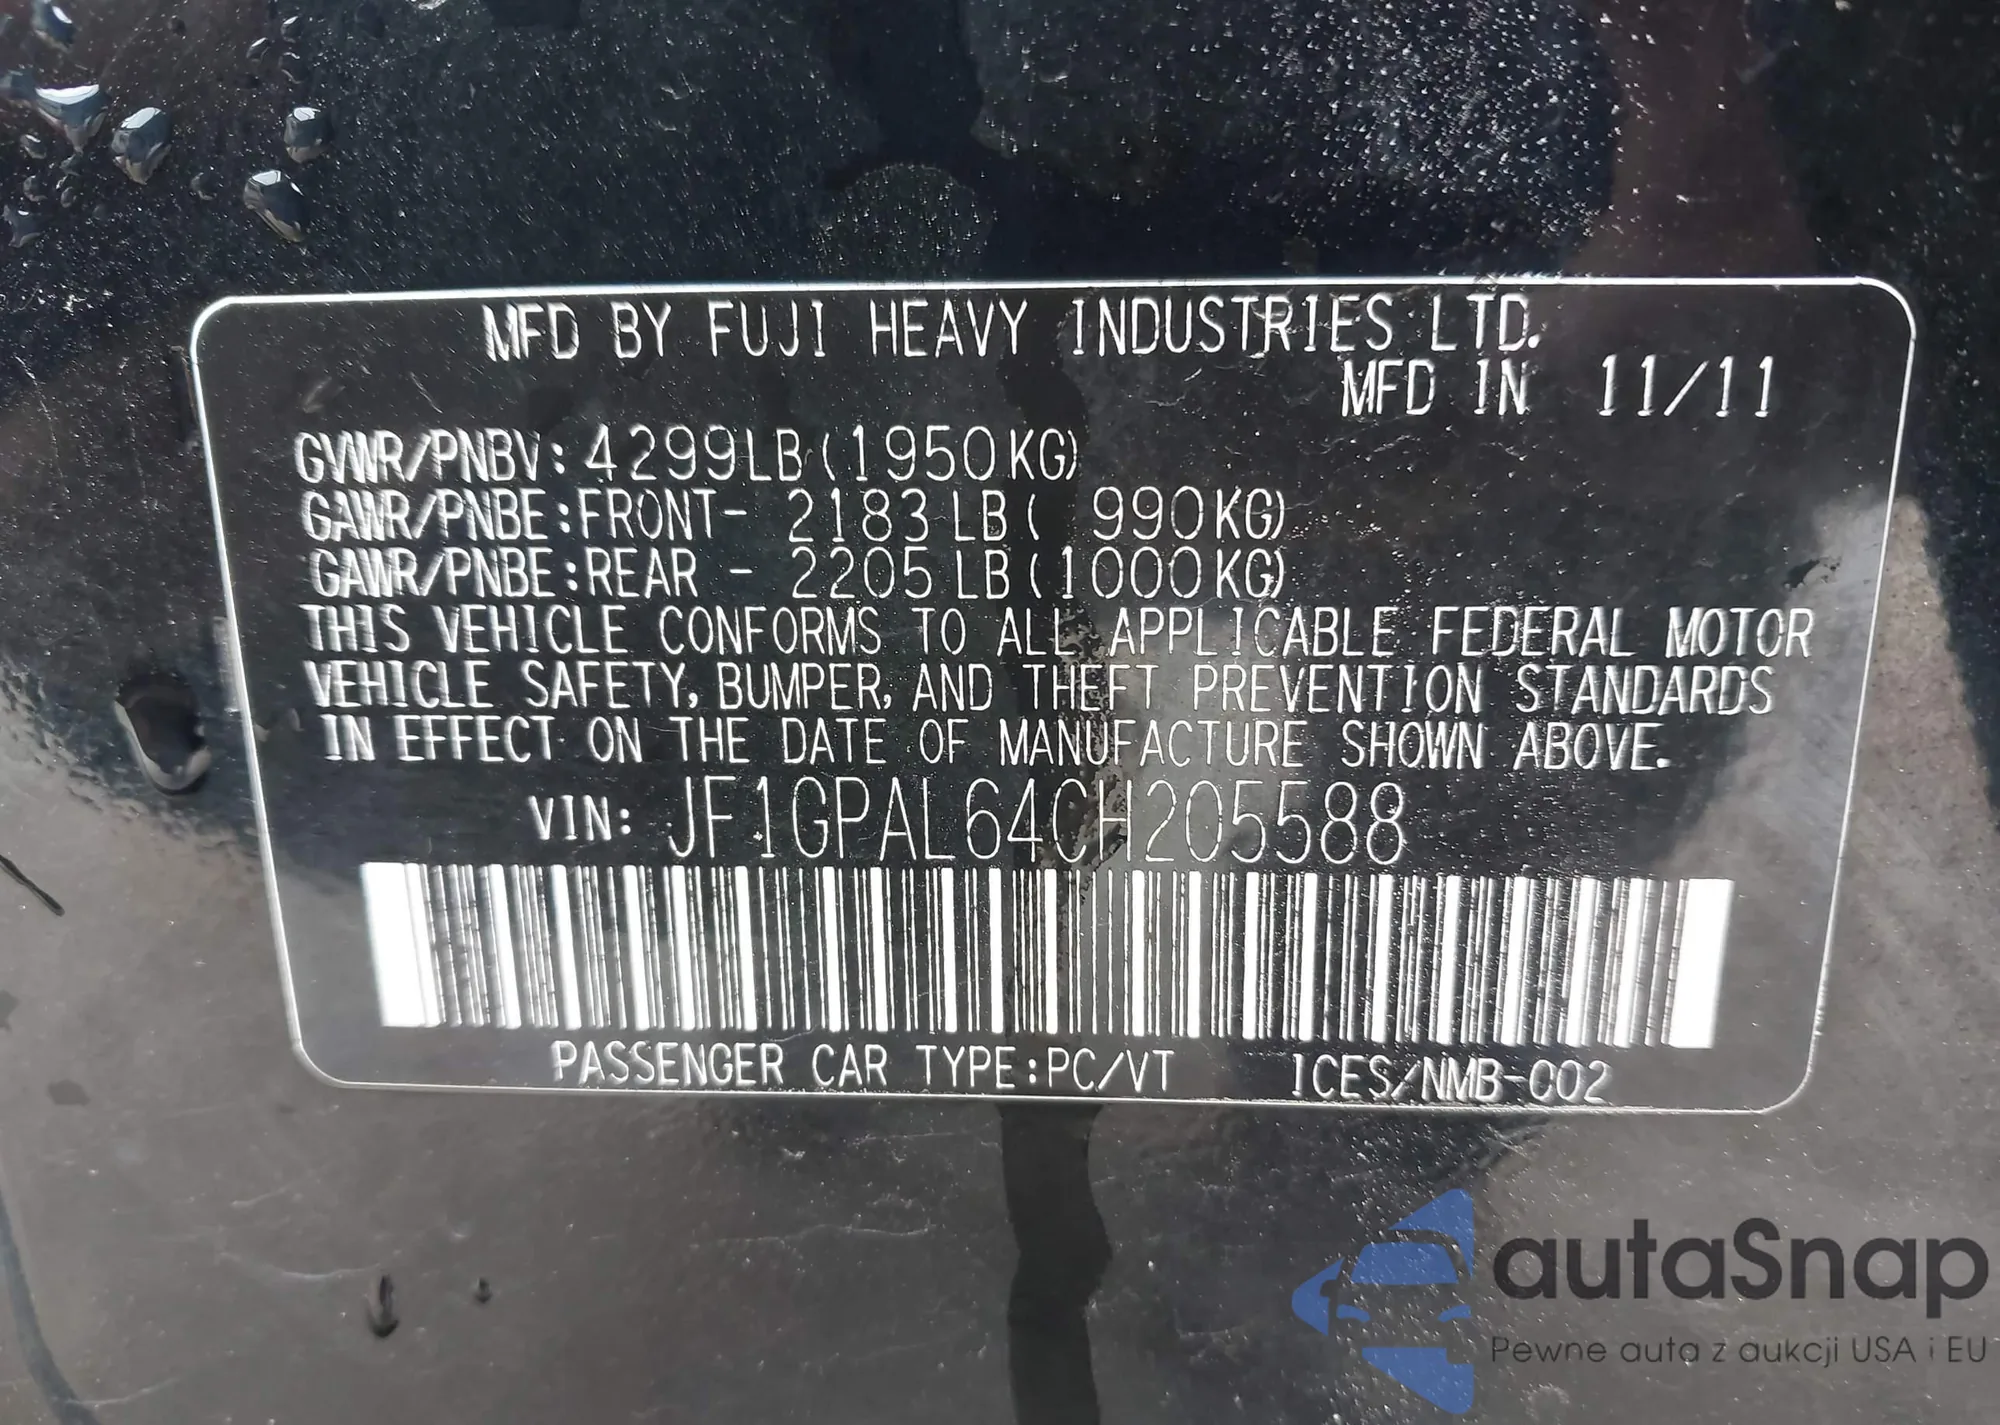 MFD BY FUJI HEAVY INDUSTRIES LTD.
MFD IN 11/11
GVWR/PNBV:4299LB(1950KG)
GAWR/PNBE:FRONT- 2183LB( 990KG)
GAWR/PNBE:REAR - 2205LB(1000KG)
THIS VEHICLE CONFORMS TO ALL APPLICABLE FEDERAL MOTOR
VEHICLE SAFETY, BUMPER, AND THEFT PREVENTION STANDARDS
IN EFFECT ON THE DATE OF MANUFACTURE SHOWN ABOVE.
VIN: JF1GPAL64CH205588
PASSENGER CAR TYPE:PC/VT ICES/NMB-002
autaSnap
Pewne auta z aukcji USA i EU